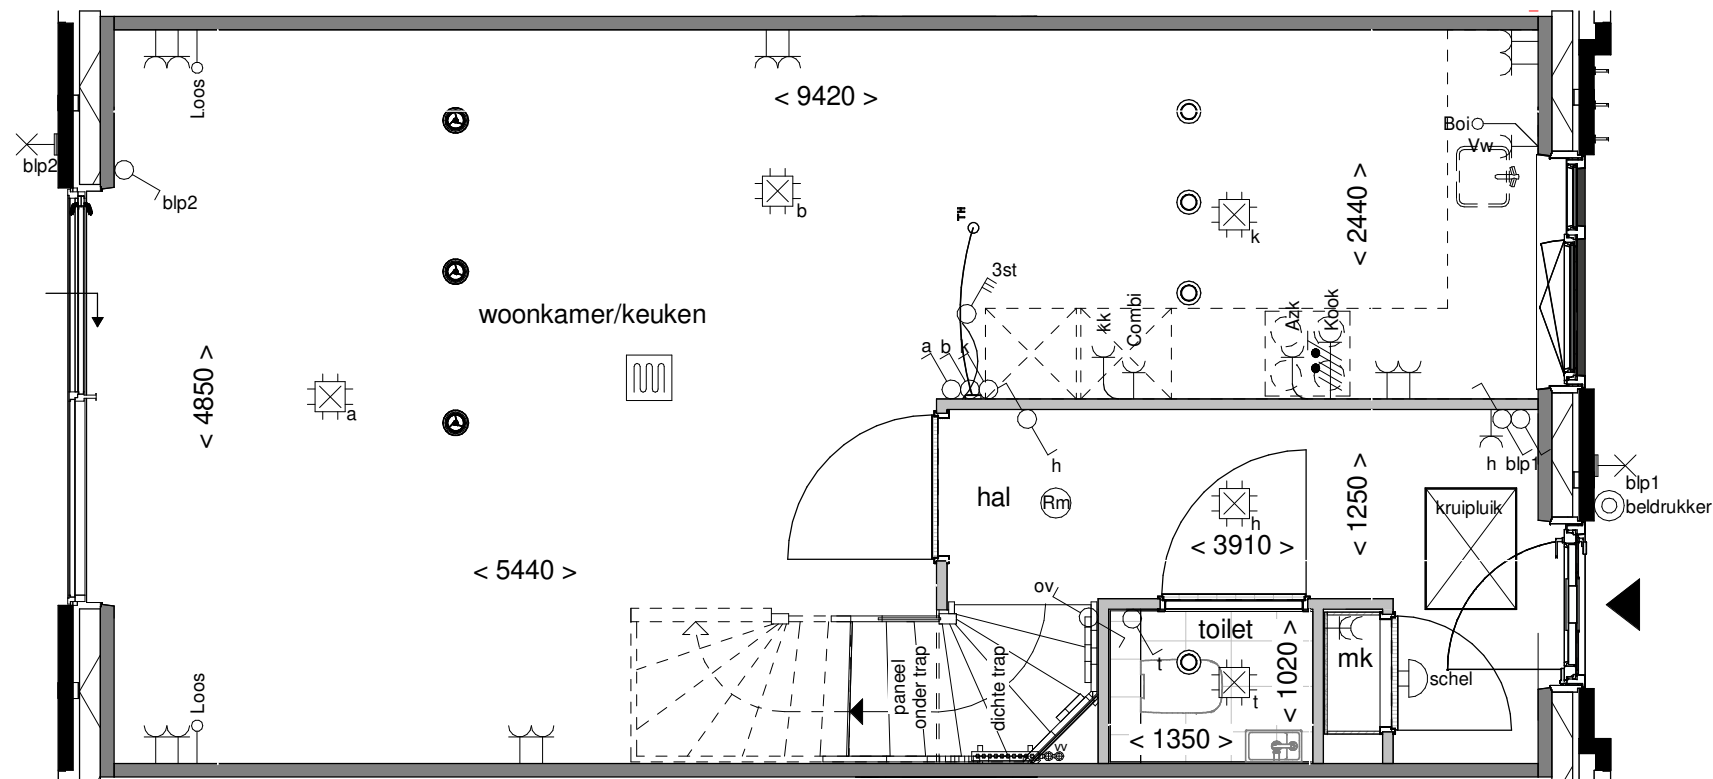 Loos
< 9420 >
Boi
Vw
blp2
blp2
b
k
< 2440 >
TH
3st
woonkamer/keuken
kk
Combi
Azk
Kook
a b k
< 4850 >
a
h
h blp1
blp1
beldrukker
hal
Rm
h
< 1250 >
kruipluik
< 3910 >
< 5440 >
ov
toilet
t
mk
schel
< 1020 >
t
Loos
paneel
onder trap
dichte trap
< 1350 >
vv